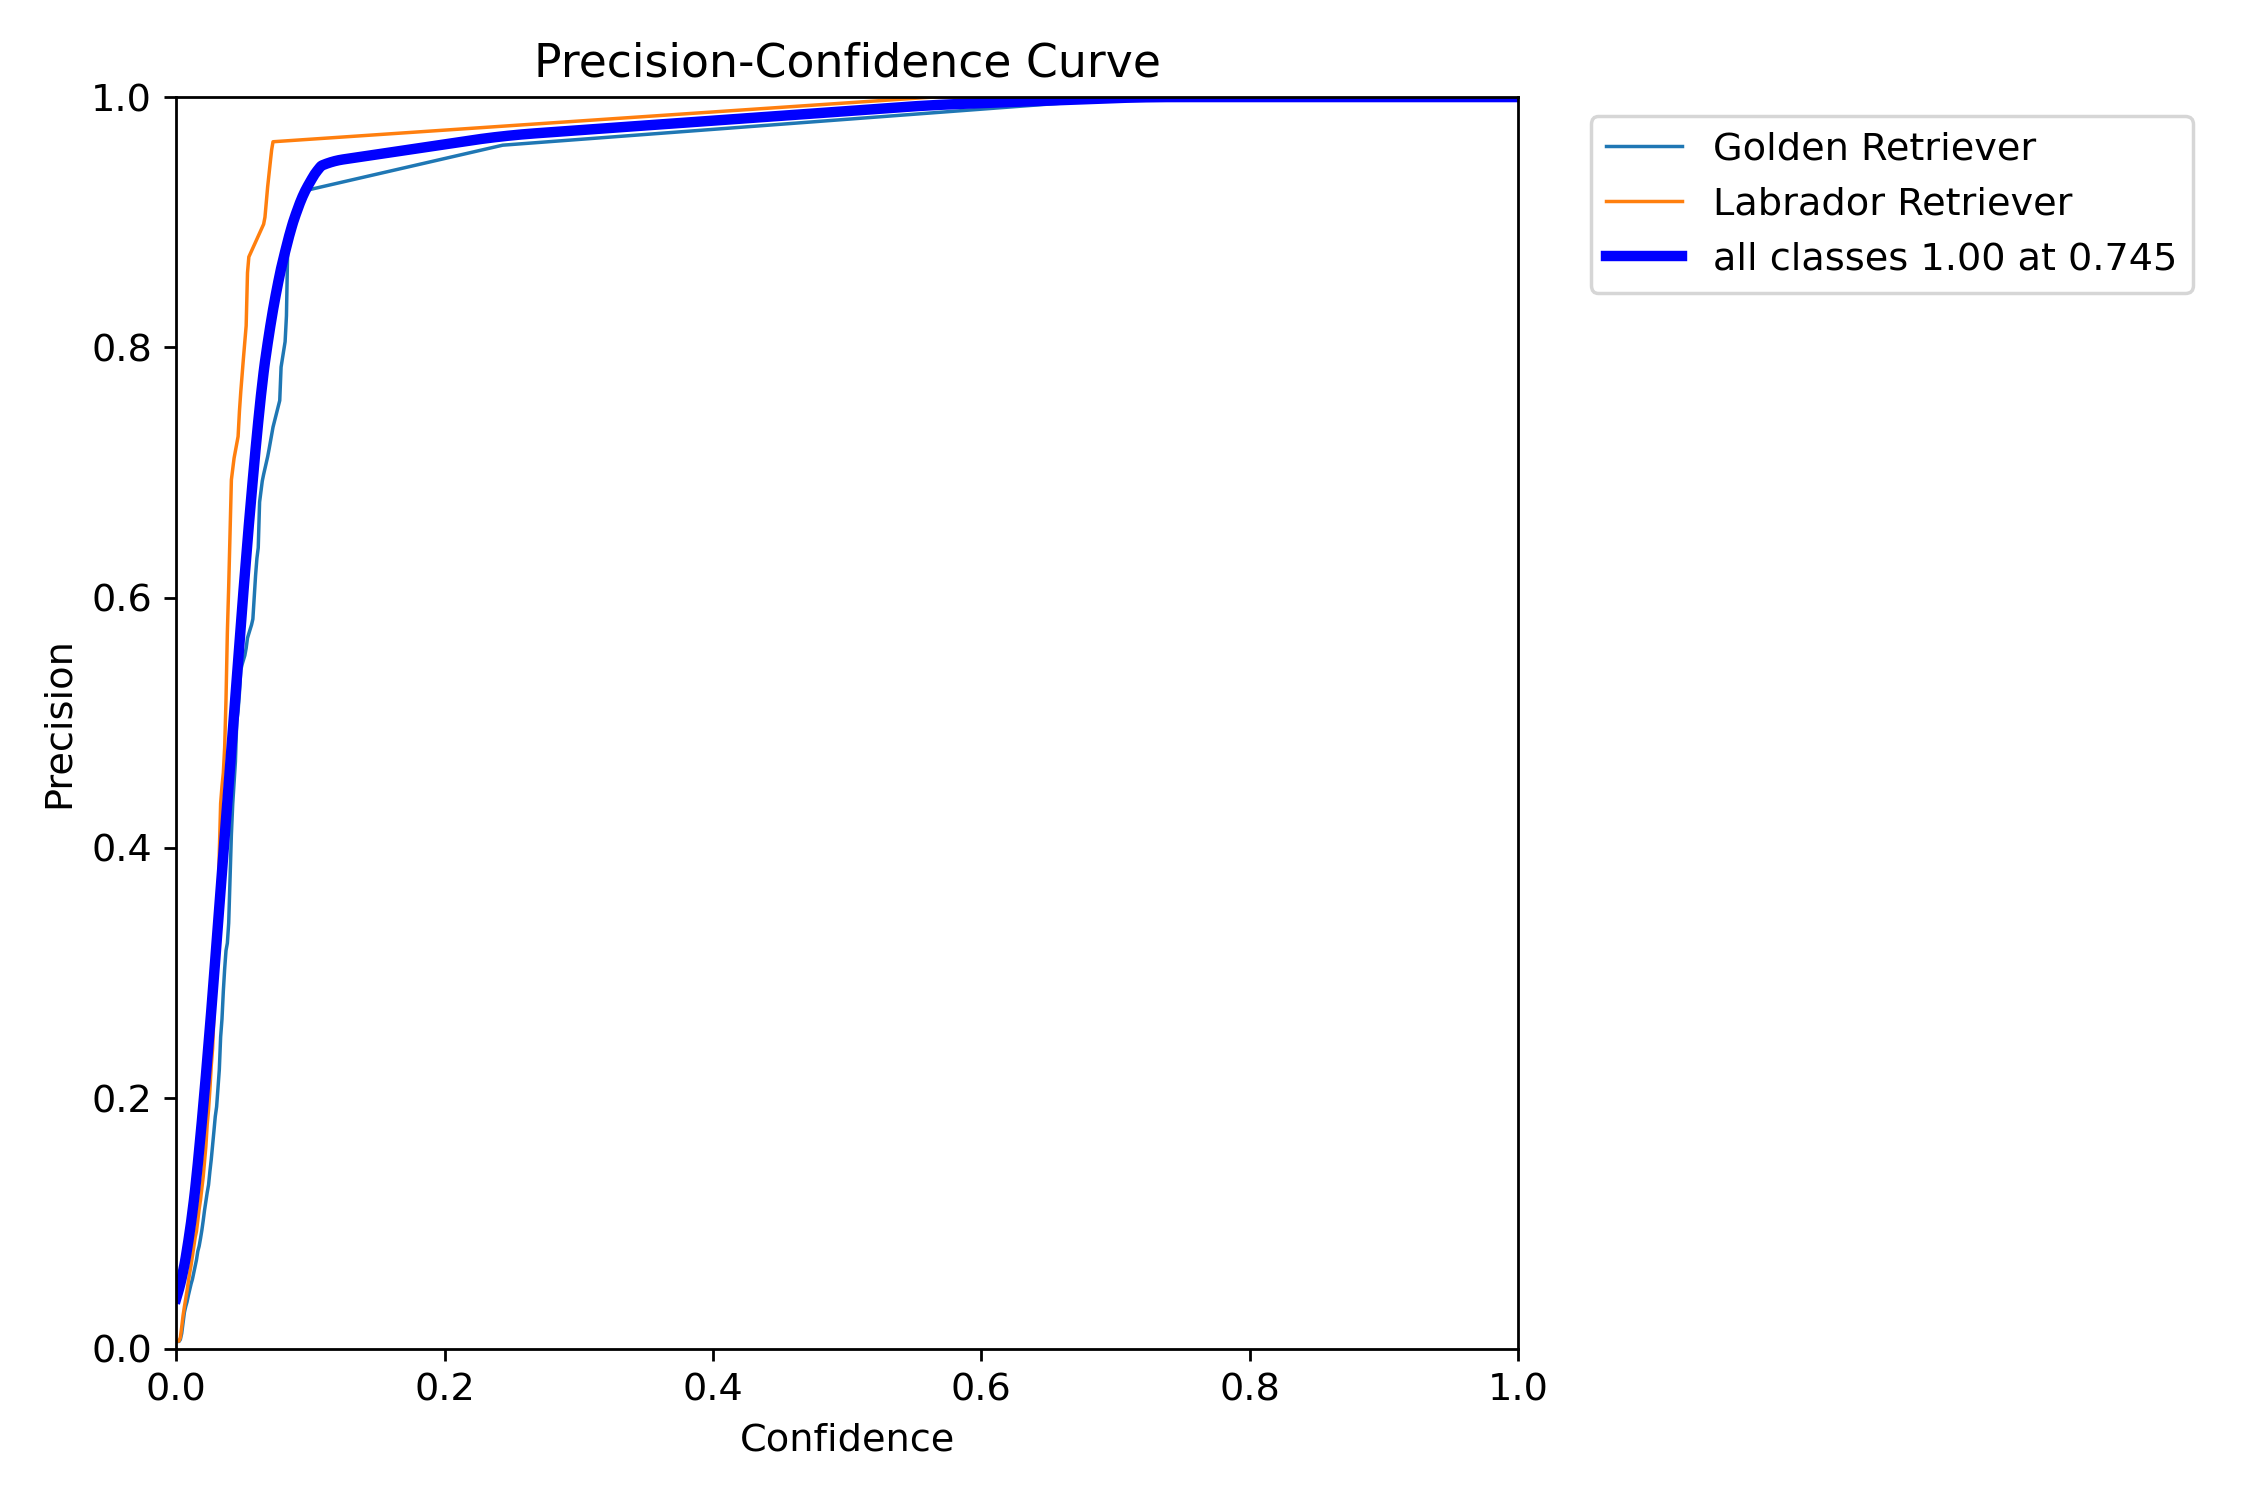 Precision-Confidence Curve
1.0
0.8
0.6
0.4
0.2
0.0
Precision
0.0 0.2 0.4 0.6 0.8 1.0
Confidence
Golden Retriever
Labrador Retriever
all classes 1.00 at 0.745